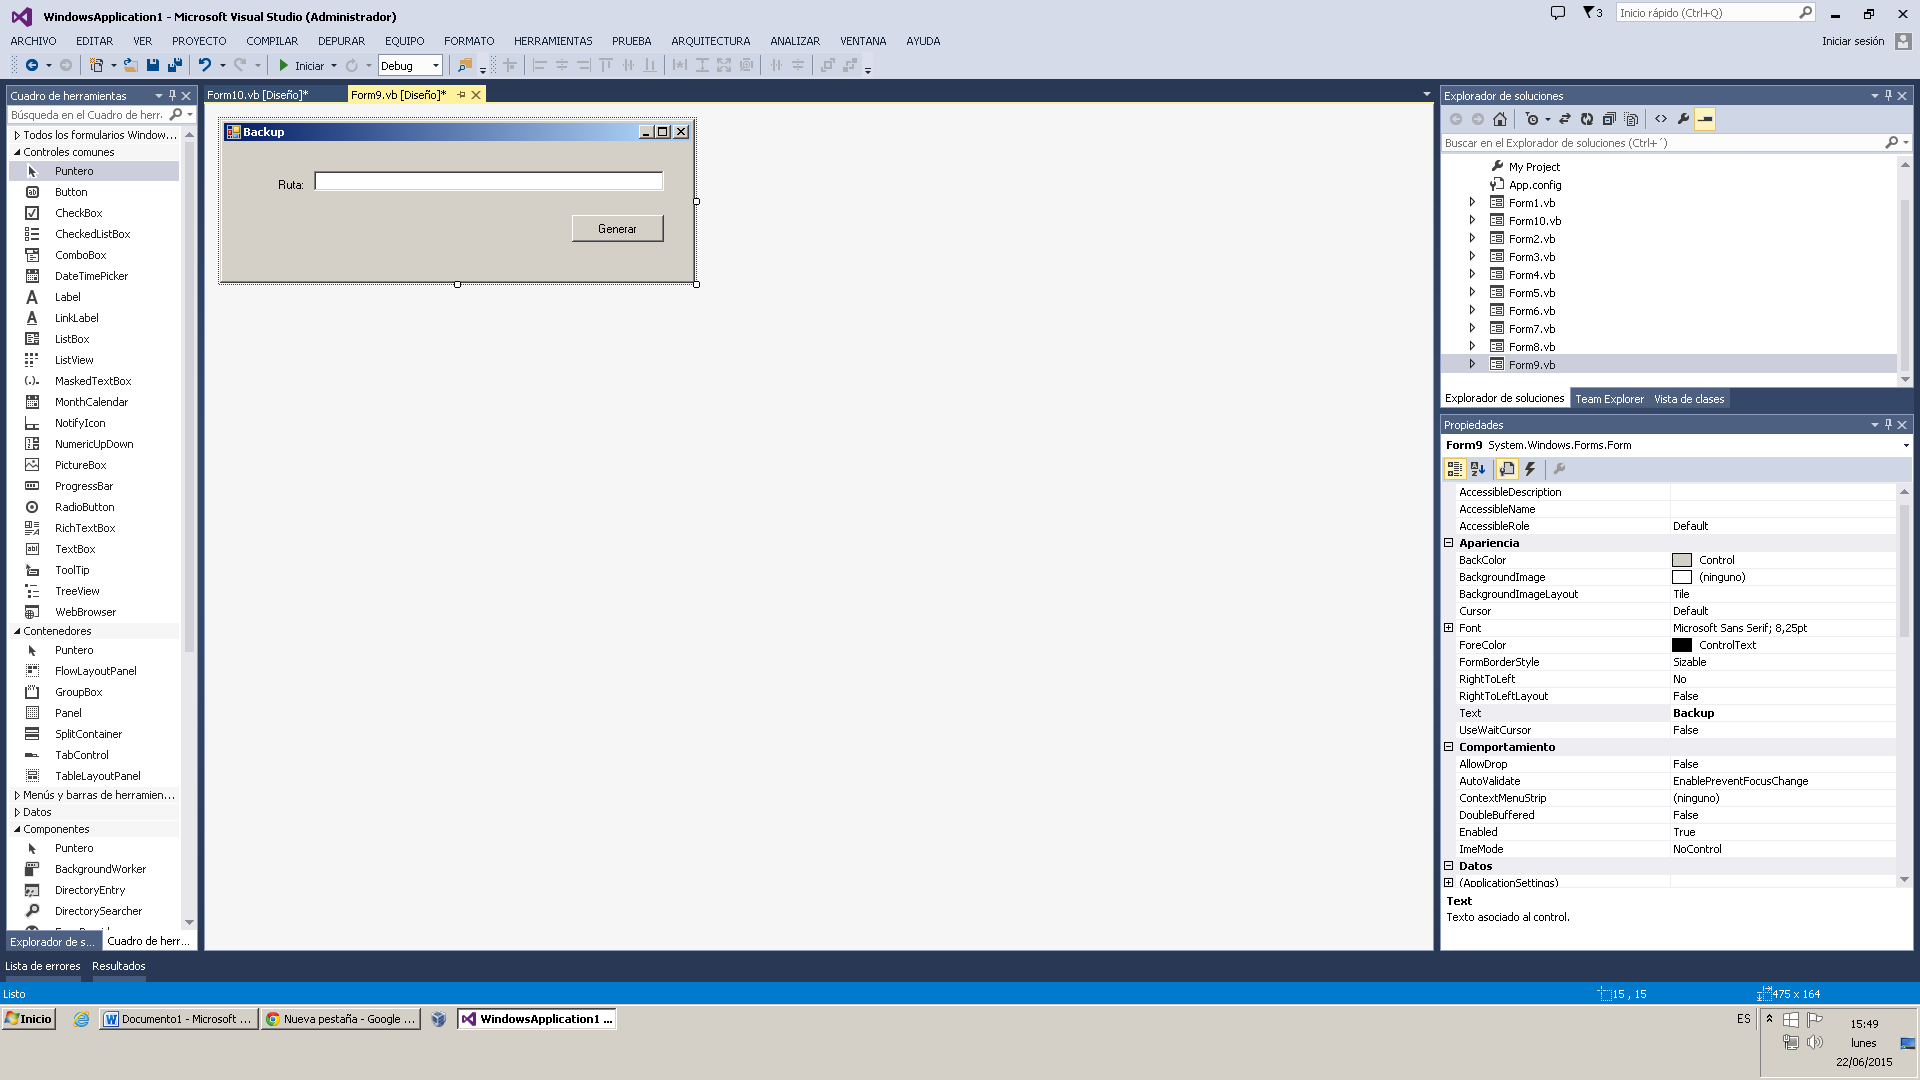 WindowsApplication1 - Microsoft Visual Studio (Administrador)
3
Inicio rápido (Ctrl+Q)
ARCHIVO EDITAR VER PROYECTO COMPILAR DEPURAR EQUIPO FORMATO HERRAMIENTAS PRUEBA ARQUITECTURA ANALIZAR VENTANA AYUDA
Iniciar sesión
Iniciar Debug
Cuadro de herramientas
Búsqueda en el Cuadro de herra
Todos los formularios Window...
Controles comunes
Puntero
Button
CheckBox
CheckedListBox
ComboBox
DateTimePicker
Label
LinkLabel
ListBox
ListView
MaskedTextBox
MonthCalendar
NotifyIcon
NumericUpDown
PictureBox
ProgressBar
RadioButton
RichTextBox
TextBox
ToolTip
TreeView
WebBrowser
Contenedores
Puntero
FlowLayoutPanel
GroupBox
Panel
SplitContainer
TabControl
TableLayoutPanel
Menús y barras de herramien...
Datos
Componentes
Puntero
BackgroundWorker
DirectoryEntry
DirectorySearcher
Explorador de s... Cuadro de herr...
Form10.vb [Diseño]* Form9.vb [Diseño]*
Backup
Ruta:
Generar
Explorador de soluciones
Buscar en el Explorador de soluciones (Ctrl+´)
My Project
App.config
Form1.vb
Form10.vb
Form2.vb
Form3.vb
Form4.vb
Form5.vb
Form6.vb
Form7.vb
Form8.vb
Form9.vb
Explorador de soluciones Team Explorer Vista de clases
Propiedades
Form9 System.Windows.Forms.Form
AccessibleDescription
AccessibleName
AccessibleRole Default
Apariencia
BackColor Control
BackgroundImage (ninguno)
BackgroundImageLayout Tile
Cursor Default
Font Microsoft Sans Serif; 8,25pt
ForeColor ControlText
FormBorderStyle Sizable
RightToLeft No
RightToLeftLayout False
Text Backup
UseWaitCursor False
Comportamiento
AllowDrop False
AutoValidate EnablePreventFocusChange
ContextMenuStrip (ninguno)
DoubleBuffered False
Enabled True
ImeMode NoControl
Datos
(ApplicationSettings)
Text
Texto asociado al control.
Lista de errores Resultados
Listo
15 , 15
475 x 164
Inicio
Documento1 - Microsoft ...
Nueva pestaña - Google ...
WindowsApplication1 ...
ES
15:49
lunes
22/06/2015